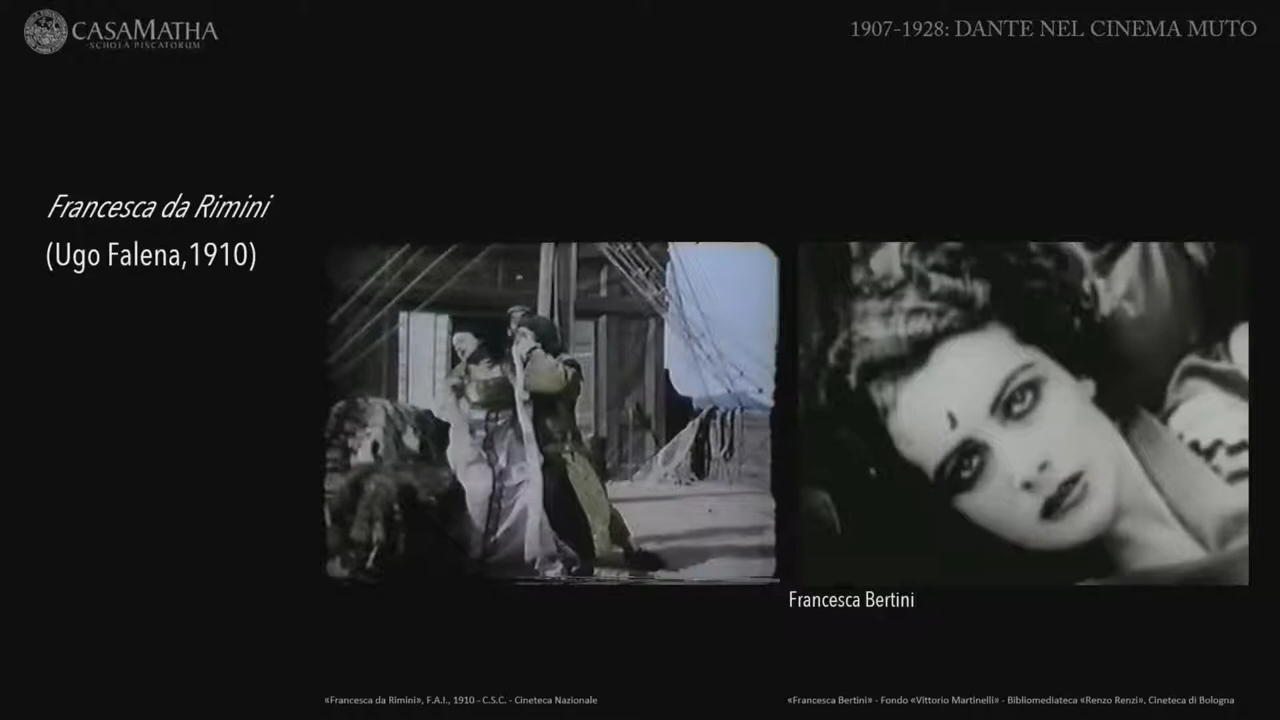 CASAMATHA
SCHOLA PISCATORUM
1907-1928: DANTE NEL CINEMA MUTO
Francesca da Rimini
(Ugo Falena,1910)
Francesca Bertini
«Francesca da Rimini», F.A.I., 1910 - C.S.C. - Cineteca Nazionale
«Francesca Bertini» - Fondo «Vittorio Martinelli» - Bibliomediateca «Renzo Renzi», Cineteca di Bologna